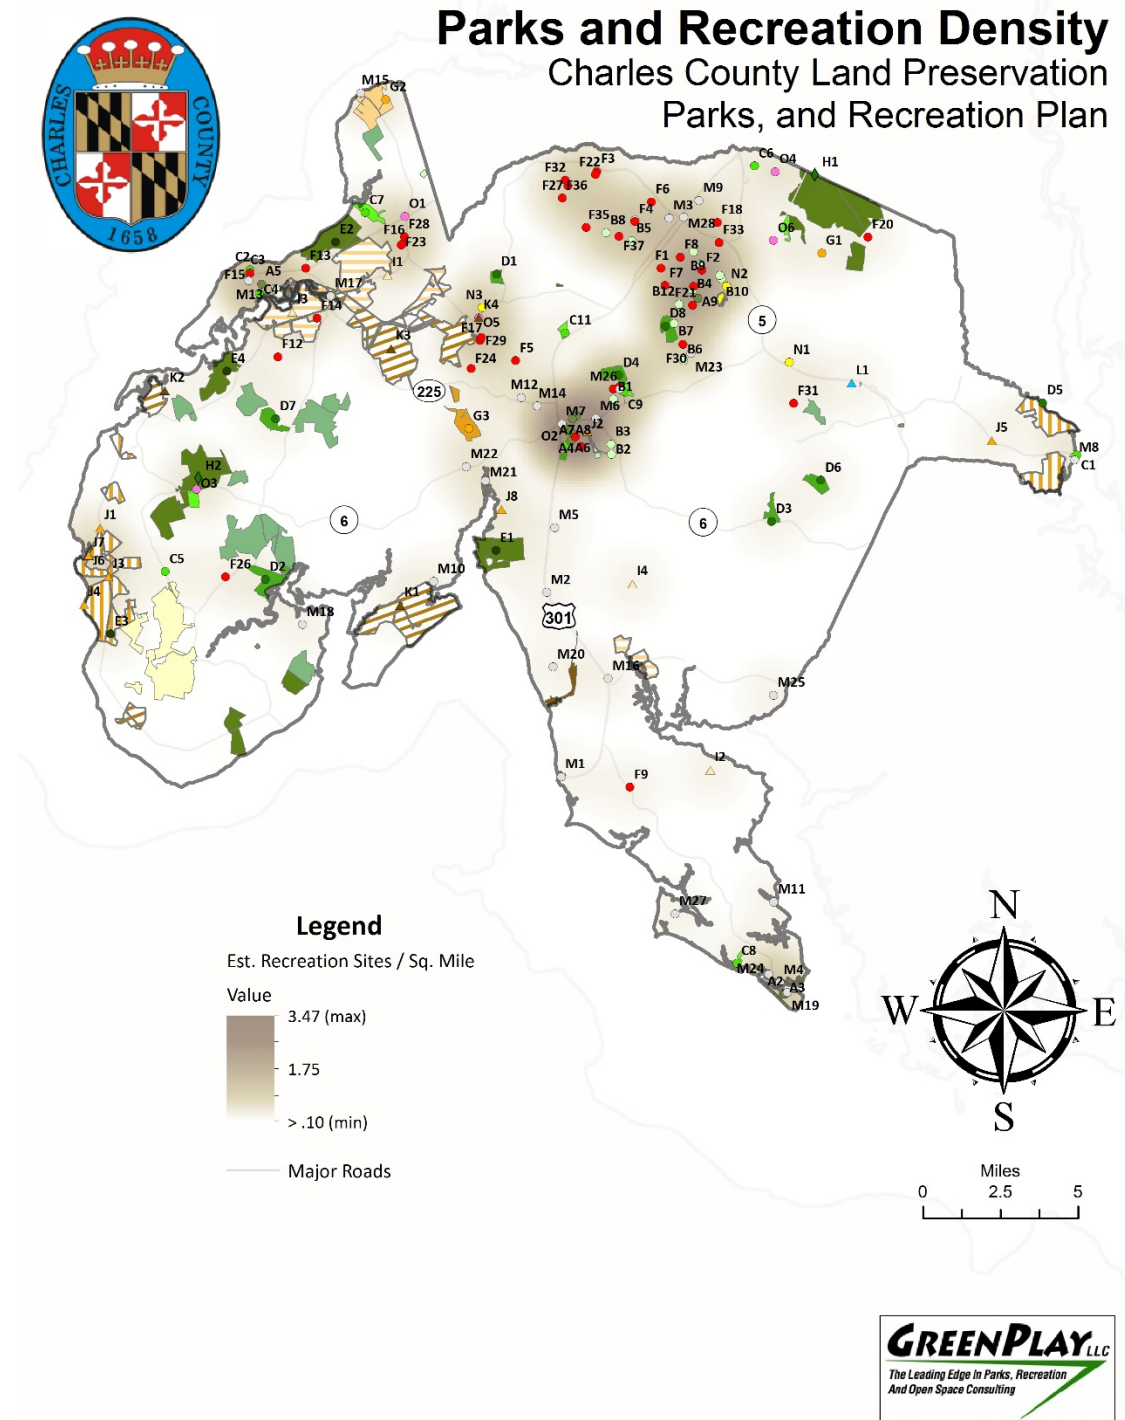 Parks and Recreation Density
Charles County Land Preservation
Parks, and Recreation Plan
CHARLES COUNTY
1658
M15
G2
C6 O4 H1
F32 F22 F3
F27 F36
F6 M9
C7 O1
F28
F16
F23
E2
F35 B8 F4
B5
F37
M3
M28 F18
F33
O6
G1
F20
C2 C3
F15 A5
M13 C4
F13
I1
M17
J3
F14
D1
F1 F8
B9 F2
F7
B4
B12 F21
A9
N2
B10
N3
K4
O5
F17
F29
F24
F5
C11
D8
B7
F30 B6
M23
5
K3
F12
E4
K2
225
M12
M14
D4
M26
B1
C9
M6
N1
L1
F31
D5
D7
G3
M7
J2
O2 A7 A8
A4 A6
B3
B2
J5
M8
C1
M22
M21
H2
O3
J8
D6
D3
6
6
J1
J7
J6
J3
J4
E3
C5
F26
D2
M5
E1
M10
K1
M2
I4
301
M18
M20
M16
M25
M1
F9
I2
M27
M11
C8
M24
A2
M4
A3
M19
Legend
Est. Recreation Sites / Sq. Mile
Value
3.47 (max)
1.75
> .10 (min)
Major Roads
N
W E
S
Miles
0 2.5 5
GREENPLAY LLC
The Leading Edge In Parks, Recreation
And Open Space Consulting